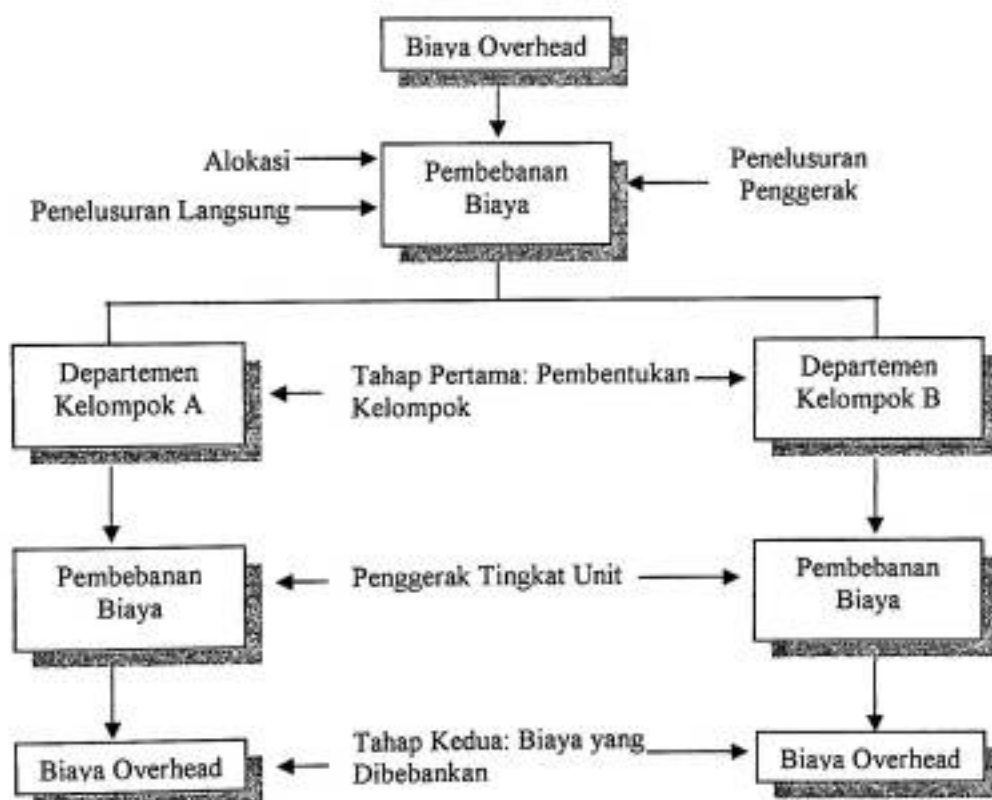 Biaya Overhead
Alokasi
Penelusuran Langsung
Pembebanan
Biaya
Penelusuran
Penggerak
Departemen
Kelompok A
Tahap Pertama: Pembentukan
Kelompok
Departemen
Kelompok B
Pembebanan
Biaya
Penggerak Tingkat Unit
Pembebanan
Biaya
Biaya Overhead
Tahap Kedua: Biaya yang
Dibebankan
Biaya Overhead